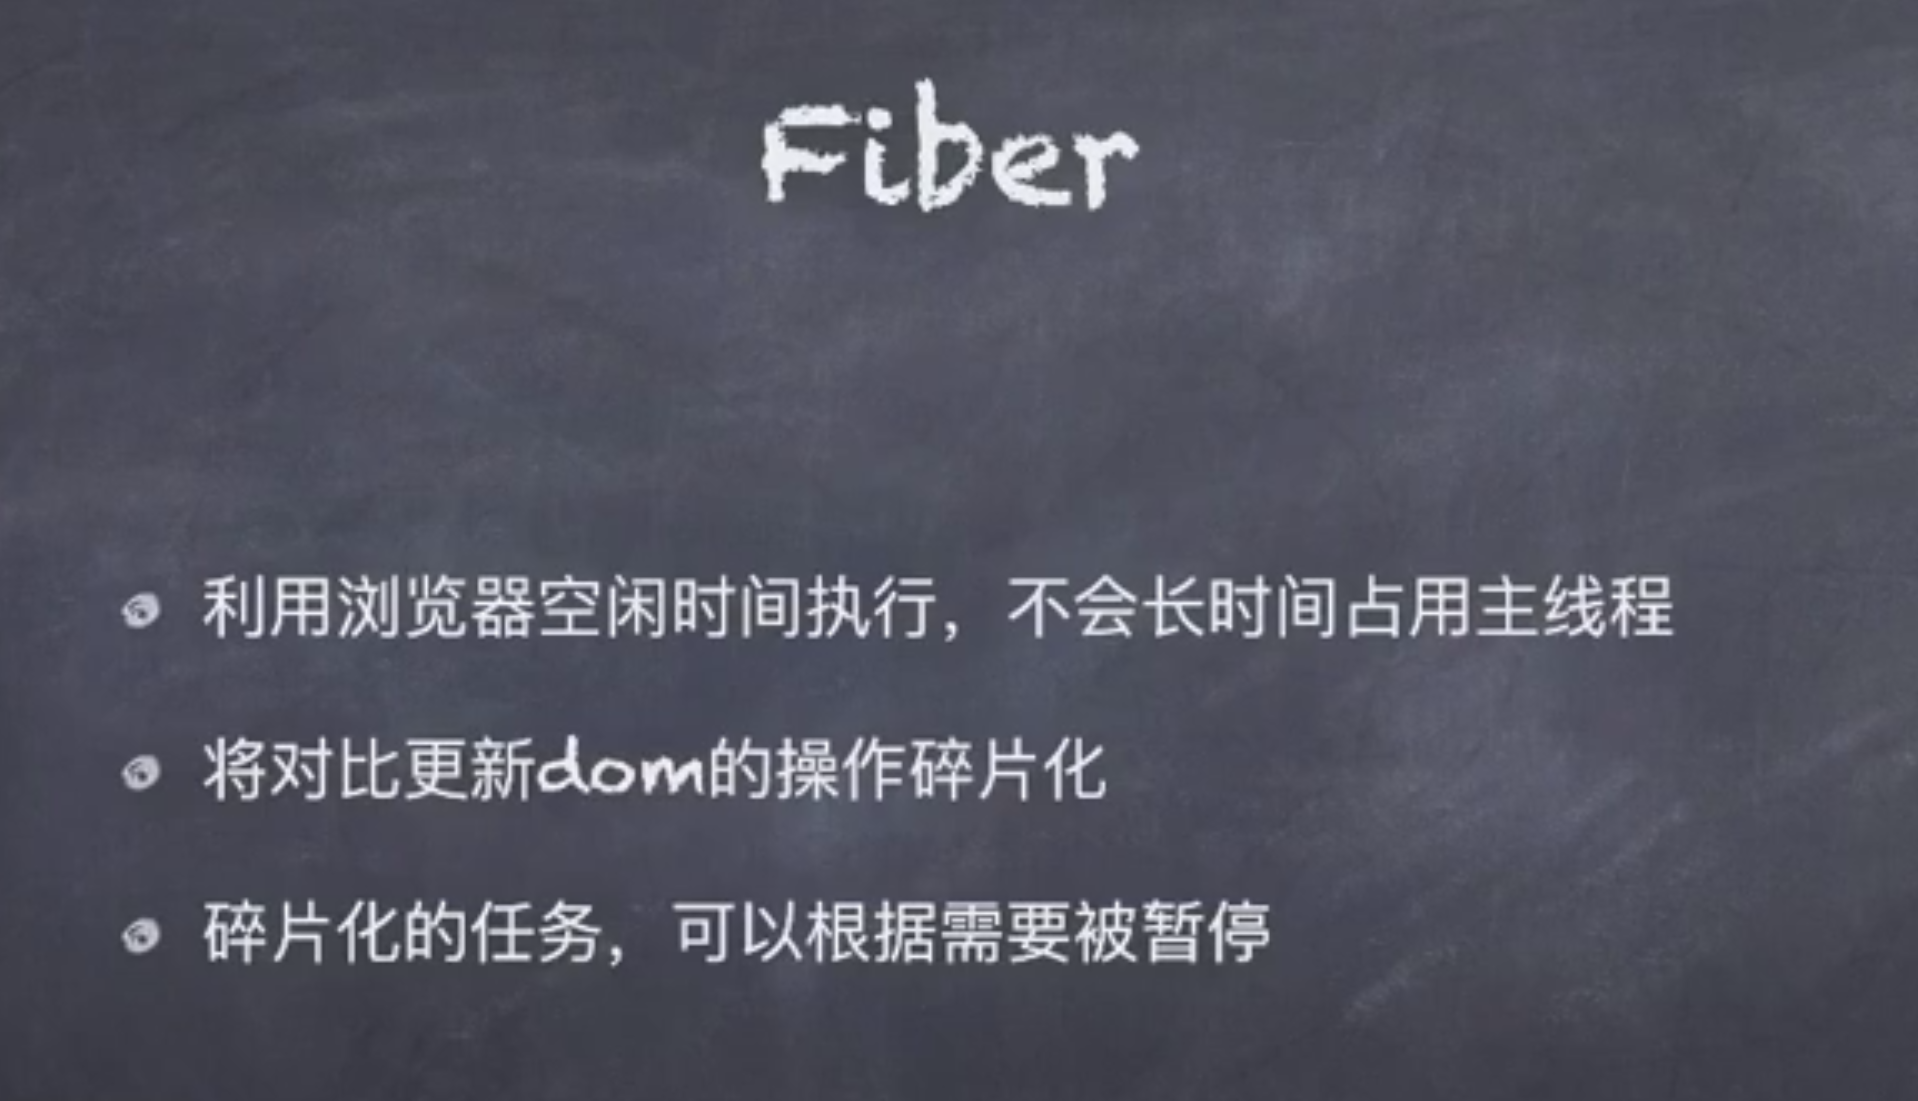 Fiber
利用浏览器空闲时间执行，不会长时间占用主线程
将对比更新dom的操作碎片化
碎片化的任务，可以根据需要被暂停